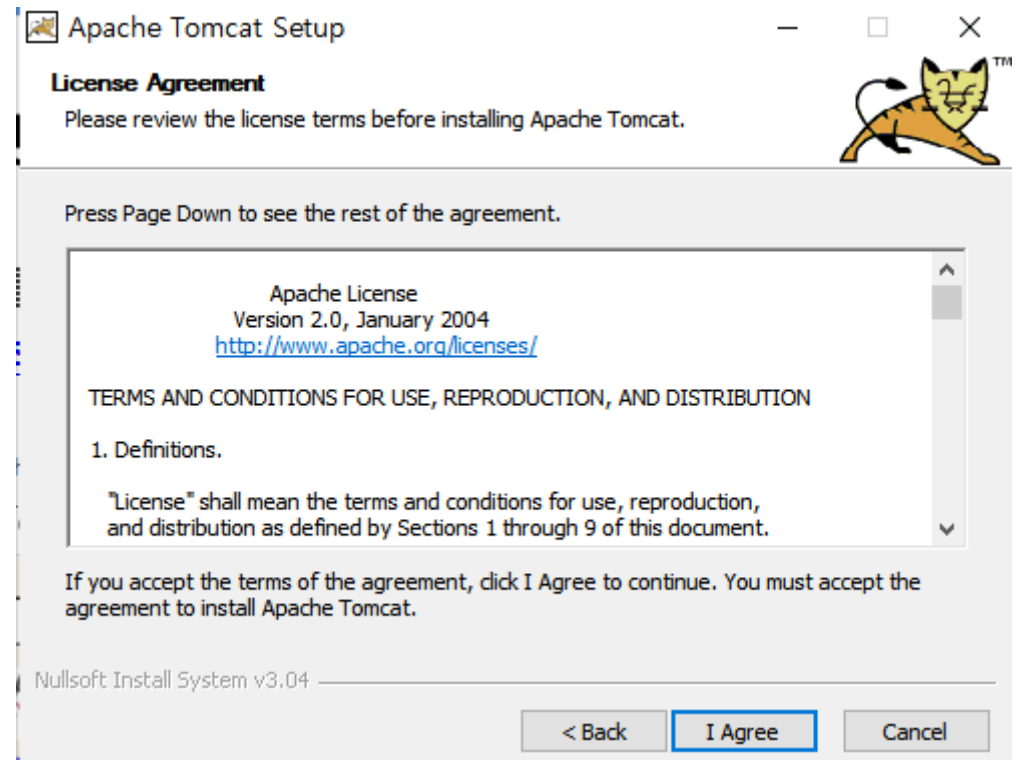 Apache Tomcat Setup
License Agreement
Please review the license terms before installing Apache Tomcat.
TM
Press Page Down to see the rest of the agreement.
Apache License
Version 2.0, January 2004
http://www.apache.org/licenses/
TERMS AND CONDITIONS FOR USE, REPRODUCTION, AND DISTRIBUTION
1. Definitions.
"License" shall mean the terms and conditions for use, reproduction,
and distribution as defined by Sections 1 through 9 of this document.
If you accept the terms of the agreement, click I Agree to continue. You must accept the
agreement to install Apache Tomcat.
Nullsoft Install System v3.04
< Back
I Agree
Cancel